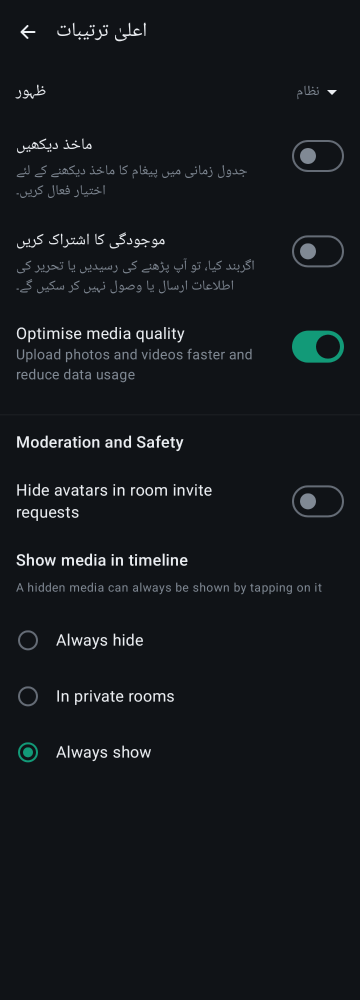 اعلیٰ ترتیبات
ظہور
نظام
ماخذ دیکھیں
جدول زمانی میں پیغام کا ماخذ دیکھنے کے لئے
اختیار فعال کریں۔
موجودگی کا اشتراک کریں
اگربند کیا، تو آپ پڑھنے کی رسیدیں یا تحریر کی
اطلاعات ارسال یا وصول نہیں کر سکیں گے۔
Optimise media quality
Upload photos and videos faster and
reduce data usage
Moderation and Safety
Hide avatars in room invite
requests
Show media in timeline
A hidden media can always be shown by tapping on it
Always hide
In private rooms
Always show